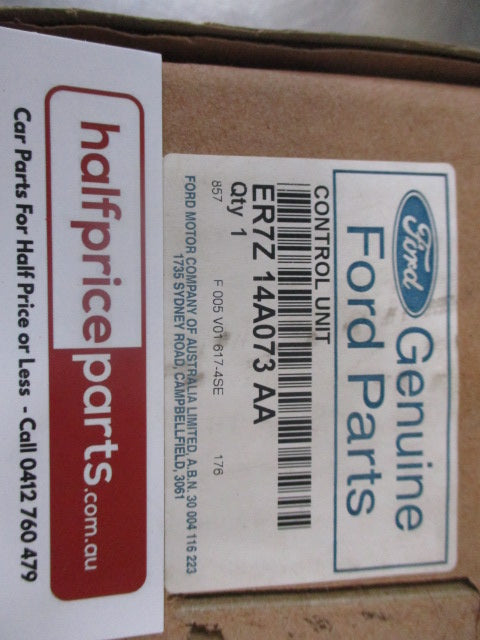 Ford
Genuine
Ford Parts
CONTROL UNIT
ER7Z 14A073 AA
Qty 1
857 F 005 V01 617-4SE 176
FORD MOTOR COMPANY OF AUSTRALIA LIMITED, A.B.N. 30 004 116 223
1735 SYDNEY ROAD, CAMPBELLFIELD, 3061
halfpriceparts.com.au
Car Parts For Half Price or Less - Call 0412 760 479